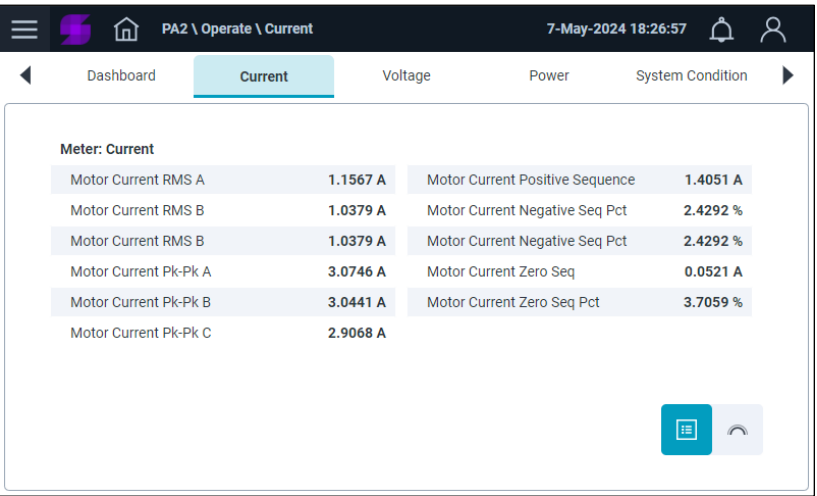 PA2 \ Operate \ Current 7-May-2024 18:26:57
Dashboard Current Voltage Power System Condition
Meter: Current
Motor Current RMS A 1.1567 A Motor Current Positive Sequence 1.4051 A
Motor Current RMS B 1.0379 A Motor Current Negative Seq Pct 2.4292 %
Motor Current RMS B 1.0379 A Motor Current Negative Seq Pct 2.4292 %
Motor Current Pk-Pk A 3.0746 A Motor Current Zero Seq 0.0521 A
Motor Current Pk-Pk B 3.0441 A Motor Current Zero Seq Pct 3.7059 %
Motor Current Pk-Pk C 2.9068 A